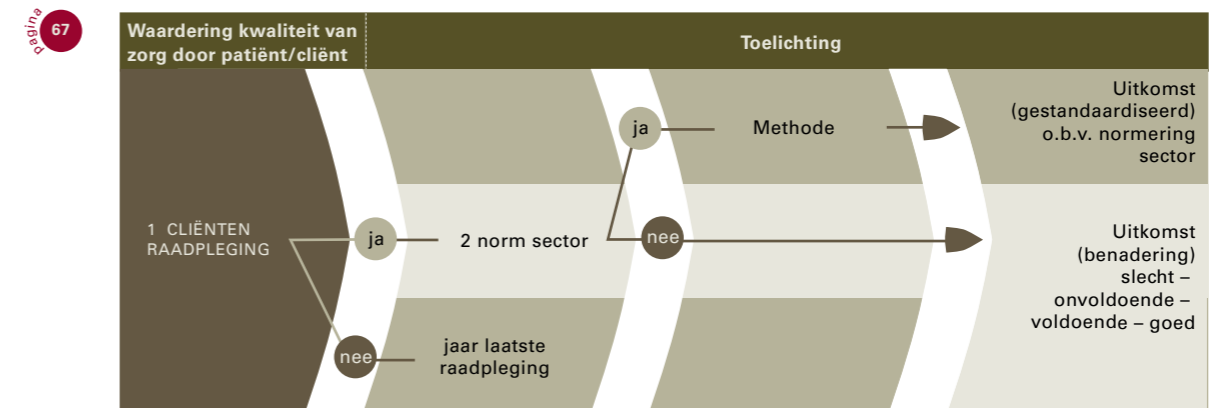 pagina
67
Waardering kwaliteit van
zorg door patiënt/cliënt
Toelichting
1 CLIËNTEN
RAADPLEGING
ja
nee
2 norm sector
jaar laatste
raadpleging
ja
nee
Methode
Uitkomst
(gestandaardiseerd)
o.b.v. normering
sector
Uitkomst
(benadering)
slecht –
onvoldoende –
voldoende – goed